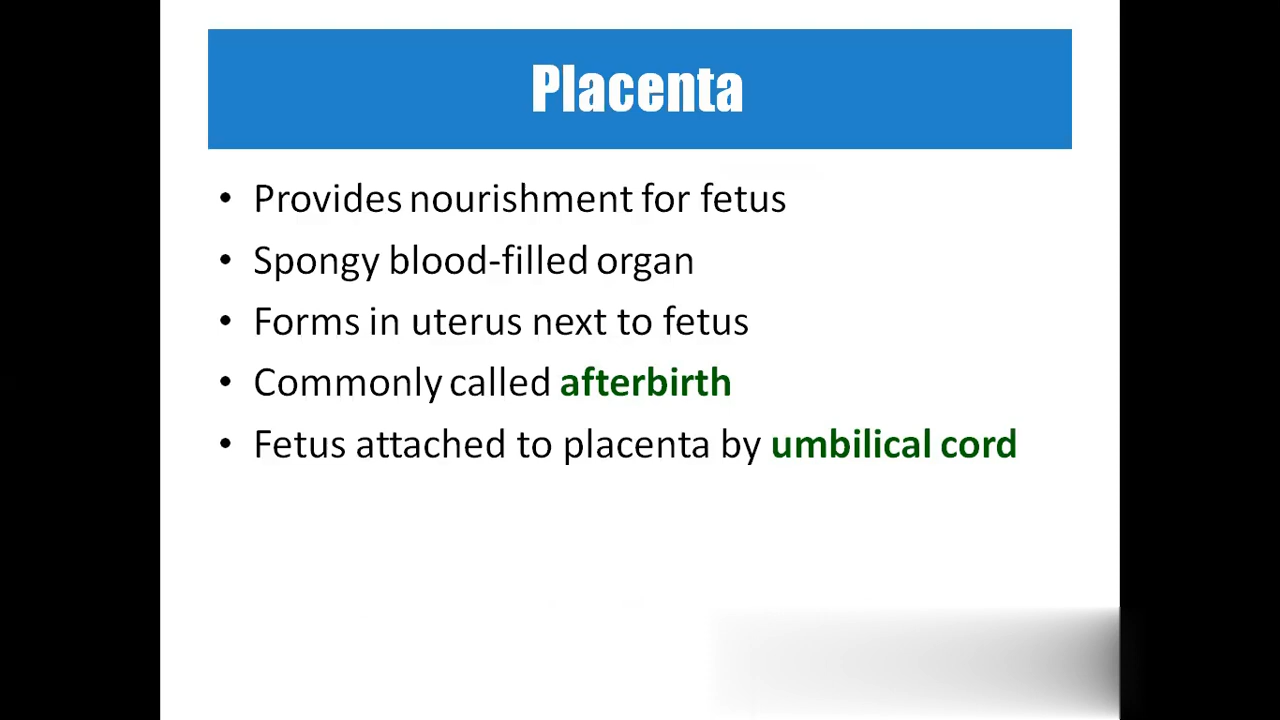 Placenta
• Provides nourishment for fetus
• Spongy blood-filled organ
• Forms in uterus next to fetus
• Commonly called afterbirth
• Fetus attached to placenta by umbilical cord